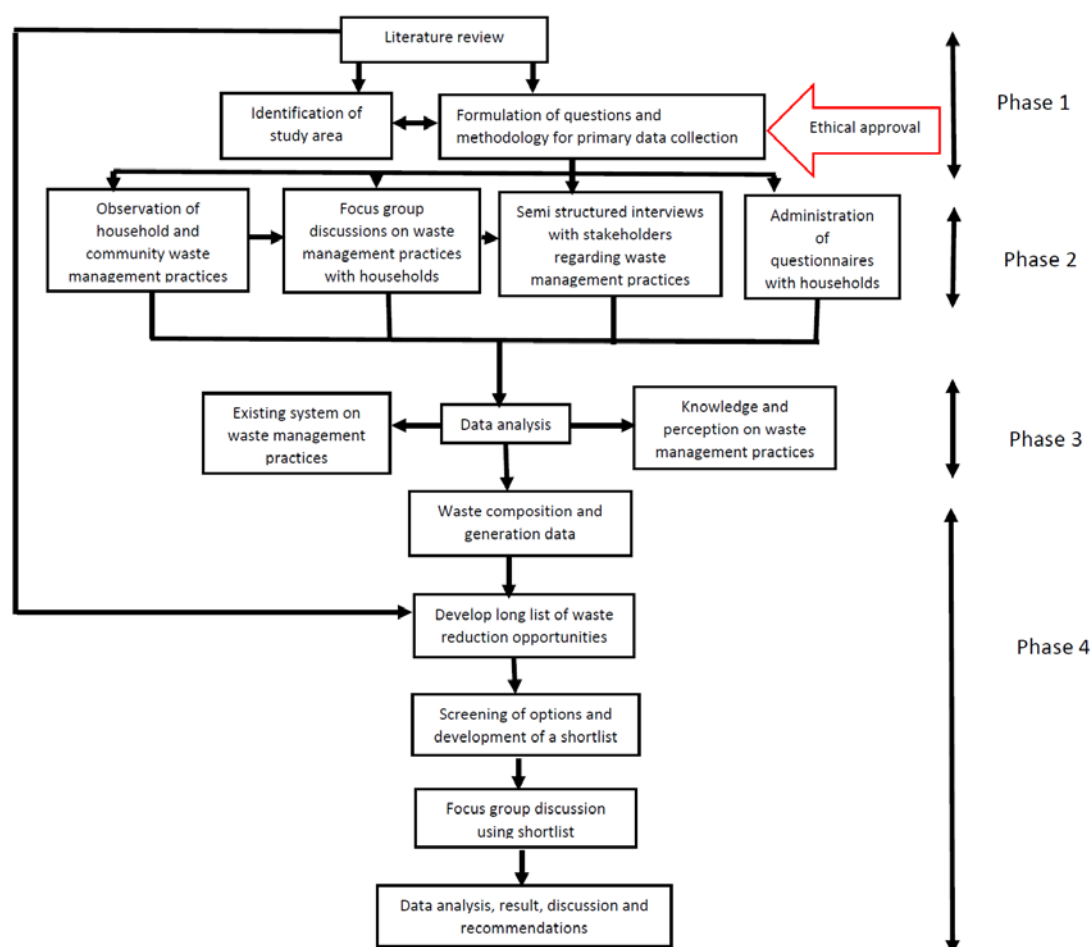 Literature review
Identification of
study area
Formulation of questions and
methodology for primary data collection
Ethical approval
Phase 1
Observation of
household and
community waste
management practices
Focus group
discussions on waste
management practices
with households
Semi structured interviews
with stakeholders
regarding waste
management practices
Administration
of
questionnaires
with households
Phase 2
Existing system on
waste management
practices
Data analysis
Knowledge and
perception on waste
management practices
Phase 3
Waste composition and
generation data
Develop long list of waste
reduction opportunities
Phase 4
Screening of options and
development of a shortlist
Focus group discussion
using shortlist
Data analysis, result, discussion and
recommendations